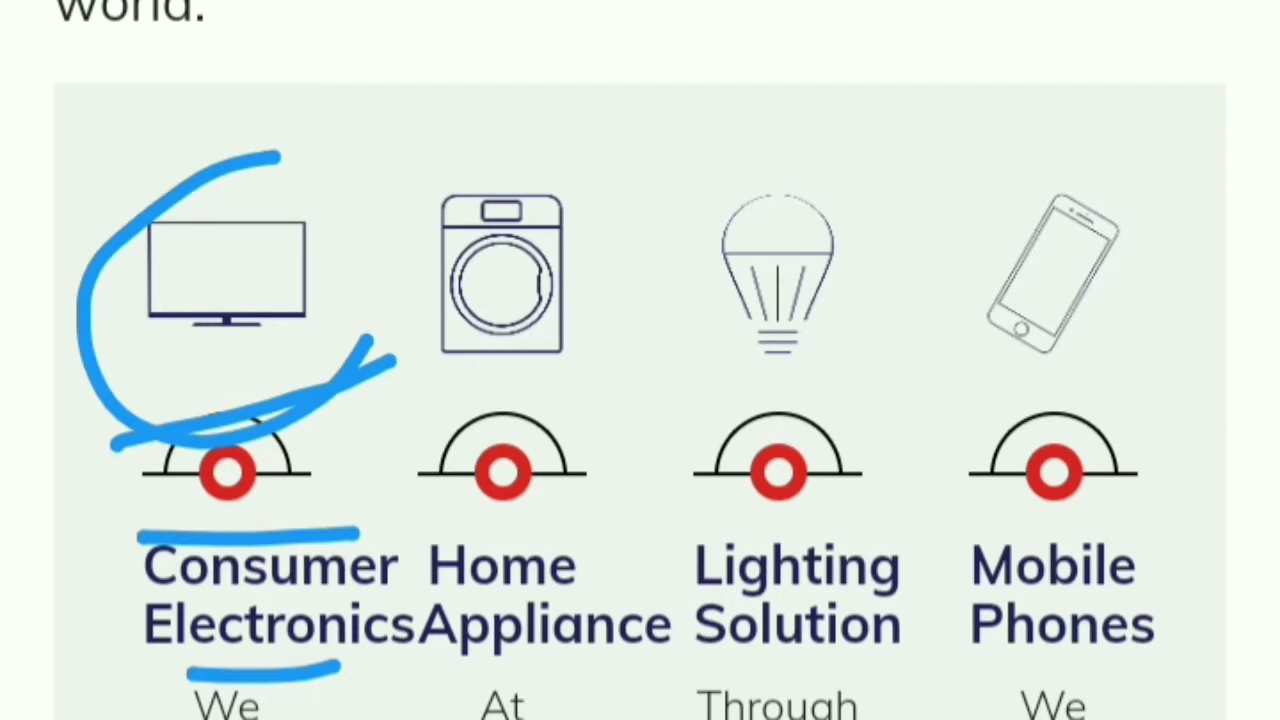 world.
Consumer Electronics
Home Appliance
Lighting Solution
Mobile Phones
We
At
Through
We